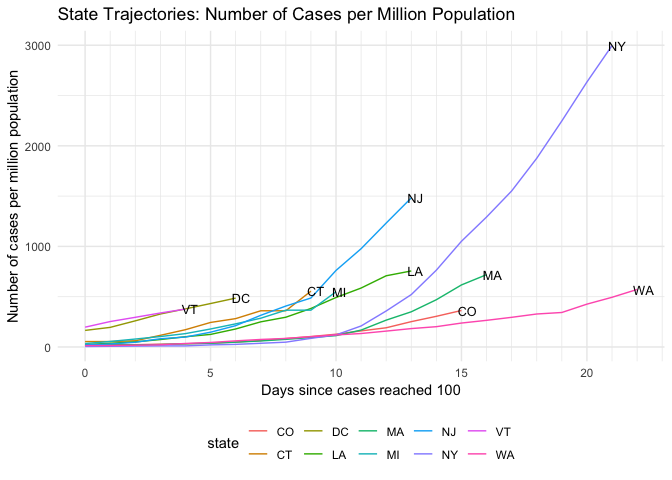 State Trajectories: Number of Cases per Million Population
Number of cases per million population
3000
2000
1000
0
NY
NJ
LA
MA
CT
MI
WA
DC
VT
CO
0 5 10 15 20
Days since cases reached 100
state
CO DC MA NJ VT
CT LA MI NY WA